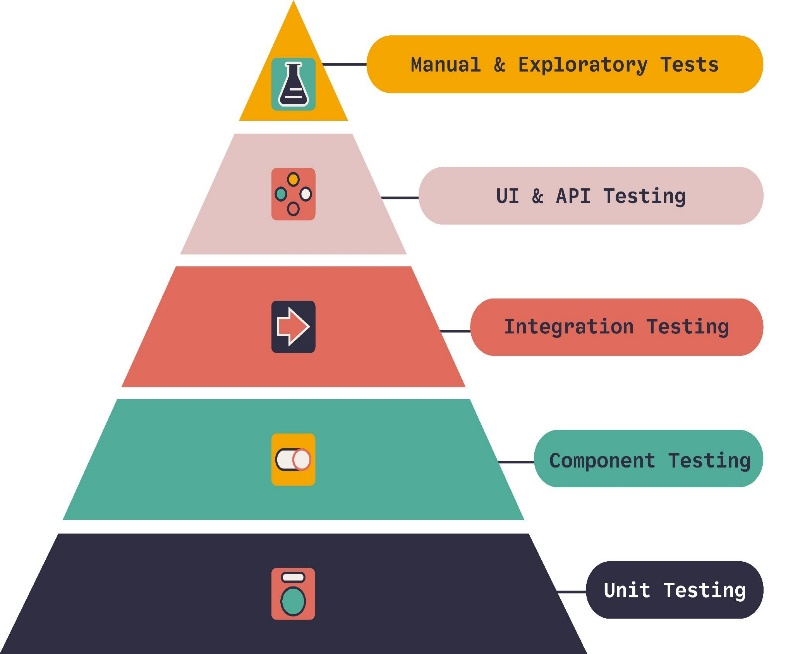 Manual & Exploratory Tests
UI & API Testing
Integration Testing
Component Testing
Unit Testing